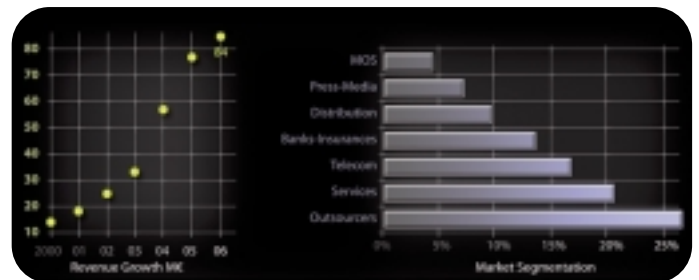 80
70
60
50
40
30
20
10
84
2000 01 02 03 04 05 06
Revenue Growth MK
Press-Media
Distribution
Banks-Insurances
Telecom
Services
Outsourcers
0% 5% 10% 15% 20% 25%
Market Segmentation